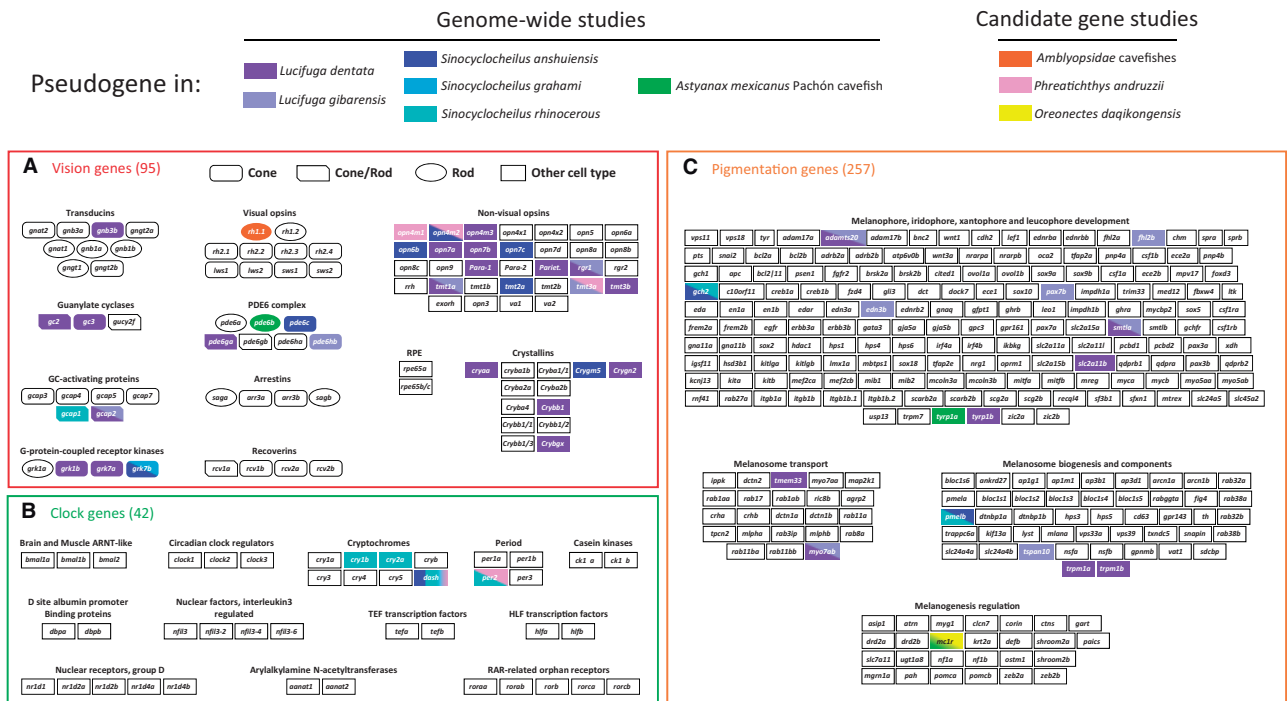 Genome-wide studies
Candidate gene studies
Pseudogene in:
Lucifuga dentata
Lucifuga gibarensis
Sinocyclocheilus anshuiensis
Sinocyclocheilus grahami
Sinocyclocheilus rhinocerous
Astyanax mexicanus Pachón cavefish
Amblyopsidae cavefishes
Phreatichthys andruzzii
Oreonectes daqikongensis
A Vision genes (95)
Cone
Cone/Rod
Rod
Other cell type
Transducins
gnat2 gnb3a gnb3b gngt2a
gnat1 gnb1a gnb1b
gngt1 gngt2b
Guanylate cyclases
gc2 gc3 gucy2f
GC-activating proteins
gcap3 gcap4 gcap5 gcap7
gcap1 gcap2
G-protein-coupled receptor kinases
grk1a grk1b grk7a grk7b
Visual opsins
rh1.1 rh1.2
rh2.1 rh2.2 rh2.3 rh2.4
lws1 lws2 sws1 sws2
PDE6 complex
pde6a pde6b pde6c
pde6ga pde6gb pde6ha pde6hb
Arrestins
saga arr3a arr3b sagb
Recoverins
rcv1a rcv1b rcv2a rcv2b
Non-visual opsins
opn4m1 opn4m2 opn4m3 opn4x1 opn4x2 opn5 opn6a
opn6b opn7a opn7b opn7c opn7d opn8a opn8b
opn8c opn9 Para-1 Para-2 Pariet. rgr1 rgr2
rrh tmt1a tmt1b tmt2a tmt2b tmt3a tmt3b
exorh opn3 va1 va2
RPE
rpe65a
rpe65b/c
Crystallins
cryaa cryba1b Cryba1/1 Crygm5 Crygn2
Cryba2a Cryba2b
Cryba4 Crybb1
Crybb1/1 Crybb1/2
Crybb1/3 Crybgx
B Clock genes (42)
Brain and Muscle ARNT-like
bmal1a bmal1b bmal2
Circadian clock regulators
clock1 clock2 clock3
Cryptochromes
cry1a cry1b cry2a cryb
cry3 cry4 cry5 dash
Period
per1a per1b
per2 per3
Casein kinases
ck1 a ck1 b
D site albumin promoter
Binding proteins
dbpa dbpb
Nuclear factors, interleukin3
regulated
nfil3 nfil3-2 nfil3-4 nfil3-6
TEF transcription factors
tefa tefb
HLF transcription factors
hlfa hlfb
Nuclear receptors, group D
nr1d1 nr1d2a nr1d2b nr1d4a nr1d4b
Arylalkylamine N-acetyltransferases
aanat1 aanat2
RAR-related orphan receptors
roraa rorab rorb rorca rorcb
C Pigmentation genes (257)
Melanophore, iridophore, xantophore and leucophore development
vps11 vps18 tyr adam17a adamts20 adam17b bnc2 wnt1 cdh2 lef1 ednrba ednrbb fhl2a fhl2b chm spra sprb
pts snai2 bcl2l bdh2 adrb2a adrb2b atp6v0b wnt3a nrarpa nrarpb oca2 tfap2a pnp4a csf1b ece2a pnp4b
gch1 apc bcl2j11 psen1 fgfr2 brsk2a brsk2b cited1 ovol1a ovol1b sox9a sox9b csf1a ece2b mpv17 foxd3
gch2 c10orf11 creb1a creb1b fzd4 gli3 dct dock7 ece1 sox10 pax7b impdh1a trim33 med12 fbxw4 ltk
eda en1a en1b edar edn3a edn3b ednrb2 gnaq gfpt1 ghrb leo1 impdh1b ghra mycbp2 sox5 csf1ra
frem2a frem2b egfr erbb3a erbb3b gata3 gja5a gja5b gpc3 gpr161 pax7a slc2a15a smtla smtlb gchfr csf1rb
gna11a gna11b sox2 hdac1 hps1 hps4 hps6 irf4a irf4b ikbkg slc2a11a slc2a11l pcbd1 pcbd2 pax3a xdh
igsf11 hsd3b1 kitlga kitlgb lmx1a mbtps1 sox18 tfap2e nrg1 oprm1 slc2a15b slc2a11b qdprb1 qdpra pax3b qdprb2
kcnj13 kita kitb mef2ca mef2cb mib1 mib2 mcoln3a mcoln3b mitfa mitfb mreg myca mycb myo5aa myo5ab
rnf41 rab27a itgb1a itgb1b Itgb1b.1 Itgb1b.2 scarb2a scarb2b scg2a scg2b recql4 sf3b1 sfxn1 mtrex slc24a5 slc45a2
usp13 trpm7 tyrp1a tyrp1b zic2a zic2b
Melanosome transport
ippk dctn2 tmem33 myo7aa map2k1
rab1aa rab17 rab1ab ric8b agrp2
crha crhb dctn1a dctn1b rab11a
tpcn2 mlpha rab3ip mlphb rab8a
rab11ba rab11bb myo7ab
Melanosome biogenesis and components
bloc1s6 ankrd27 ap1g1 ap1m1 ap3b1 ap3d1 arcn1a arcn1b rab32a
pmela bloc1s1 bloc1s2 bloc1s3 bloc1s4 bloc1s5 rabggta fig4 rab38a
pmelb dtnbp1a dtnbp1b hps3 hps5 cd63 gpr143 th rab32b
trappc6a kif13a lyst mlana vps33a vps39 txndc5 snapin rab38b
slc24a4a slc24a4b tspan10 nsfa nsfb gpnmb vat1 sdcbp
trpm1a trpm1b
Melanogenesis regulation
asip1 atrn myg1 clcn7 corin ctns gart
drd2a drd2b mc1r krt2a defb shroom2a paics
slc7a11 ugt1a8 nf1a nf1b ostm1 shroom2b
mgrn1a pah pomca pomcb zeb2a zeb2b